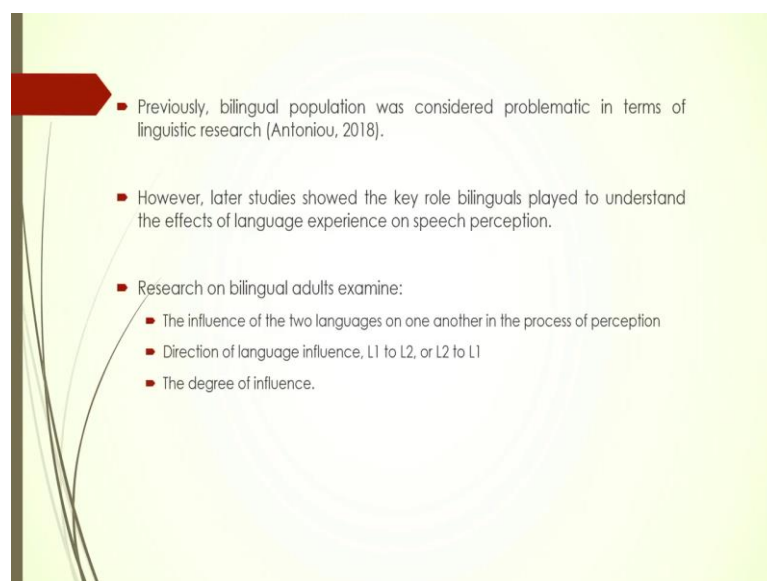 Previously, bilingual population was considered problematic in terms of
linguistic research (Antoniou, 2018).
However, later studies showed the key role bilinguals played to understand
the effects of language experience on speech perception.
Research on bilingual adults examine:
The influence of the two languages on one another in the process of perception
Direction of language influence, L1 to L2, or L2 to L1
The degree of influence.